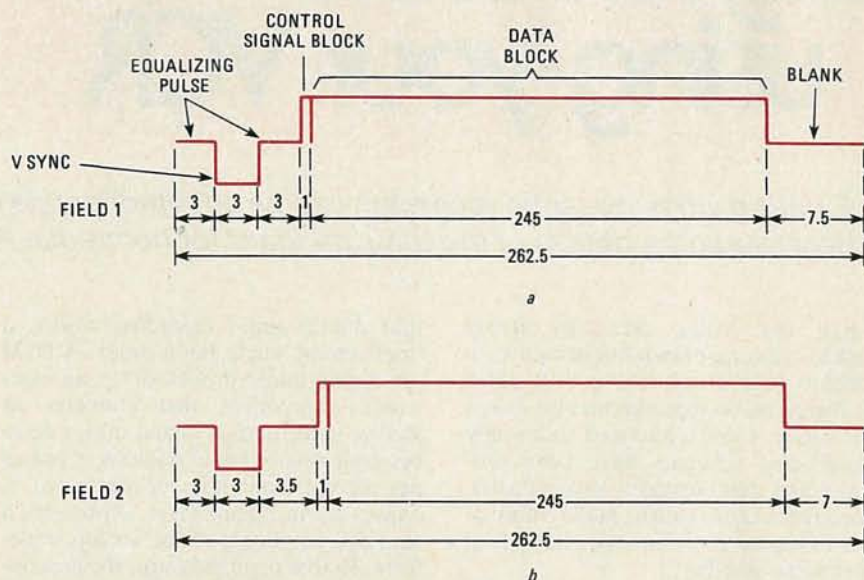 CONTROL
SIGNAL BLOCK
DATA
BLOCK
EQUALIZING
PULSE
BLANK
V SYNC
FIELD 1
3 3 3 1 245 7.5
262.5
a
FIELD 2
3 3 3.5 1 245 7
262.5
b